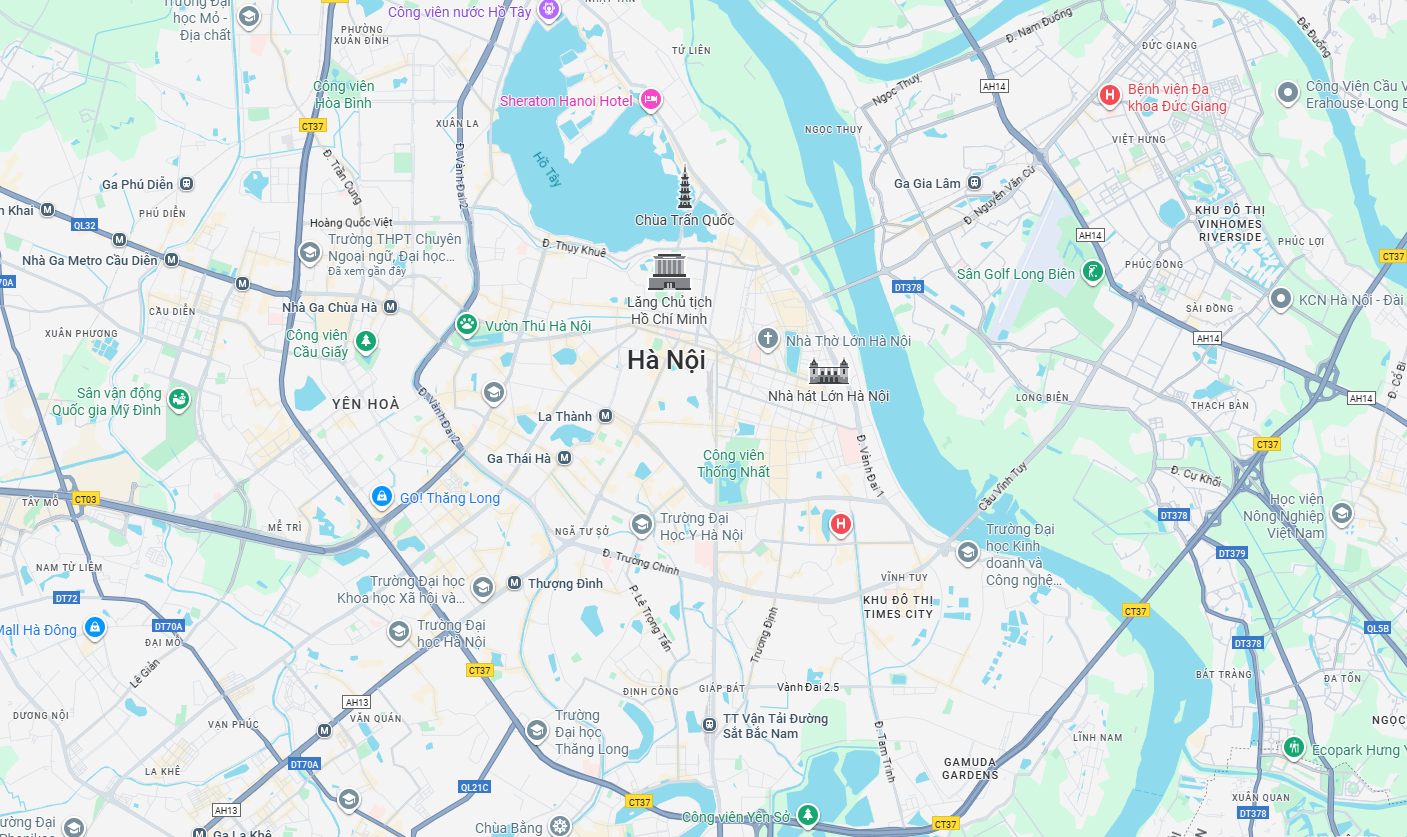 Trường Đại
học Mỏ -
Địa chất
Công viên nước Hồ Tây
PHƯỜNG
XUÂN ĐỈNH
TỨ LIÊN
Đ. Nam Đuống
ĐỨC GIANG
Đê Đuống
Công viên
Hòa Bình
Sheraton Hanoi Hotel
AH14
Ngọc Thụy
Bệnh viện Đa
khoa Đức Giang
Công Viên Cầu V
Erahouse Long B
CT37
XUÂN LA
NGỌC THỤY
VIỆT HƯNG
Đ. Trần Cung
Đ. Vành Đai 2
Hồ Tây
Ga Phú Diễn
Ga Gia Lâm
Đ. Nguyễn Văn Cừ
n Khai
PHÚ DIỄN
QL32
Hoàng Quốc Việt
Chùa Trấn Quốc
KHU ĐÔ THỊ
VINHOMES
RIVERSIDE
AH14
PHÚC LỢI
Trường THPT Chuyên
Ngoại ngữ, Đại học...
Đã xem gần đây
Đ. Thụy Khuê
Nhà Ga Metro Cầu Diễn
CT37
PHÚC ĐỒNG
Sân Golf Long Biên
70A
DT378
Lăng Chủ tịch
Hồ Chí Minh
Nhà Ga Chùa Hà
CẦU DIỄN
SÀI ĐỒNG
KCN Hà Nội - Đài
XUÂN PHƯƠNG
Công viên
Cầu Giấy
Vườn Thú Hà Nội
Nhà Thờ Lớn Hà Nội
AH14
Hà Nội
Sân vận động
Quốc gia Mỹ Đình
YÊN HOÀ
Đ. Vành Đai 2
Nhà hát Lớn Hà Nội
LONG BIÊN
THẠCH BÀN
AH14
Đ. Cổ Bi
La Thành
Ga Thái Hà
Công viên
Thống Nhất
Đ. Vành Đai 1
CT37
Cầu Vĩnh Tuy
Đ. Cự Khối
TÂY MỖ
CT03
GO! Thăng Long
MỄ TRÌ
NGÃ TƯ SỞ
Trường Đại
Học Y Hà Nội
DT378
Học viện
Nông Nghiệp
Việt Nam
Trường Đại
học Kinh
doanh và
Công nghệ...
DT379
NAM TỪ LIÊM
Đ. Trường Chinh
Trường Đại học
Khoa học Xã hội và...
Thượng Đình
VĨNH TUY
DT72
P. Lê Trọng Tấn
KHU ĐÔ THỊ
TIMES CITY
CT37
Mall Hà Đông
DT70A
ĐẠI MỖ
Trường Đại
học Hà Nội
Trương Định
QL5B
DT378
Lê Giản
CT37
BÁT TRÀNG
ĐA TỐN
ĐỊNH CÔNG
GIÁP BÁT
Vành Đai 2.5
AH13
DƯƠNG NỘI
VẠN PHÚC
VĂN QUÁN
Trường
Đại học
Thăng Long
TT Vận Tải Đường
Sắt Bắc Nam
Đ. Tam Trinh
LĨNH NAM
NGỌC
Ecopark Hưng Y
LA KHÊ
DT70A
GAMUDA
GARDENS
QL21C
CT37
XUÂN QUAN
DT378
AH13
Công viên Yên Sở
CT37
ường Đại
Ga La Khê
Chùa Bằng